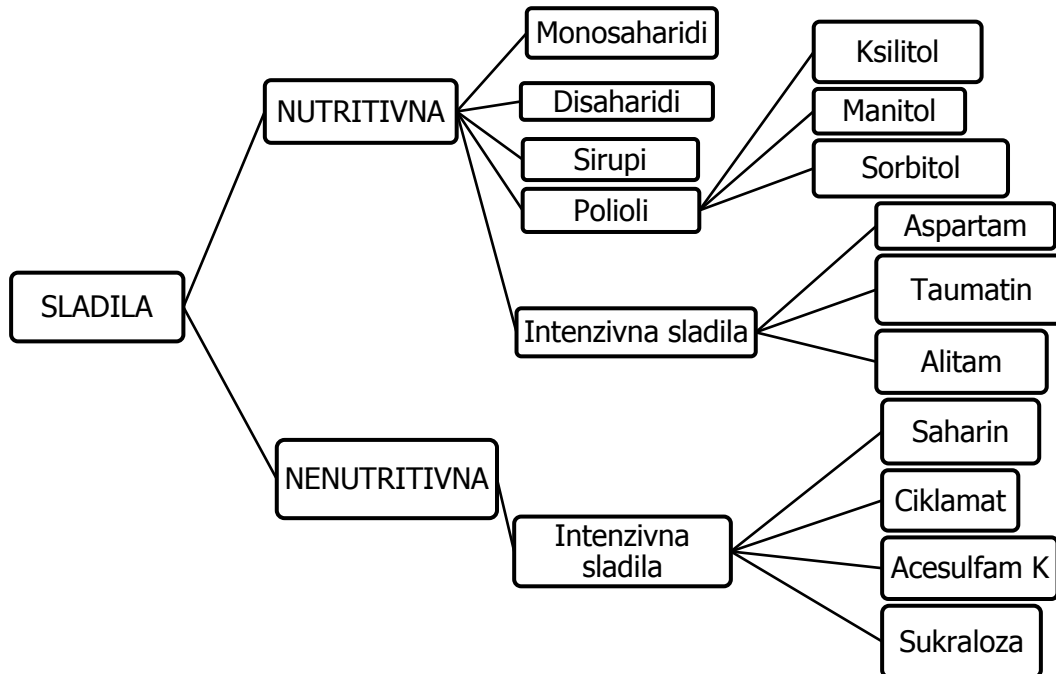 SLADILA
NUTRITIVNA
Monosaharidi
Disaharidi
Sirupi
Polioli
Ksilitol
Manitol
Sorbitol
Intenzivna sladila
Aspartam
Taumatin
Alitam
NENUTRITIVNA
Intenzivna
sladila
Saharin
Ciklamat
Acesulfam K
Sukraloza